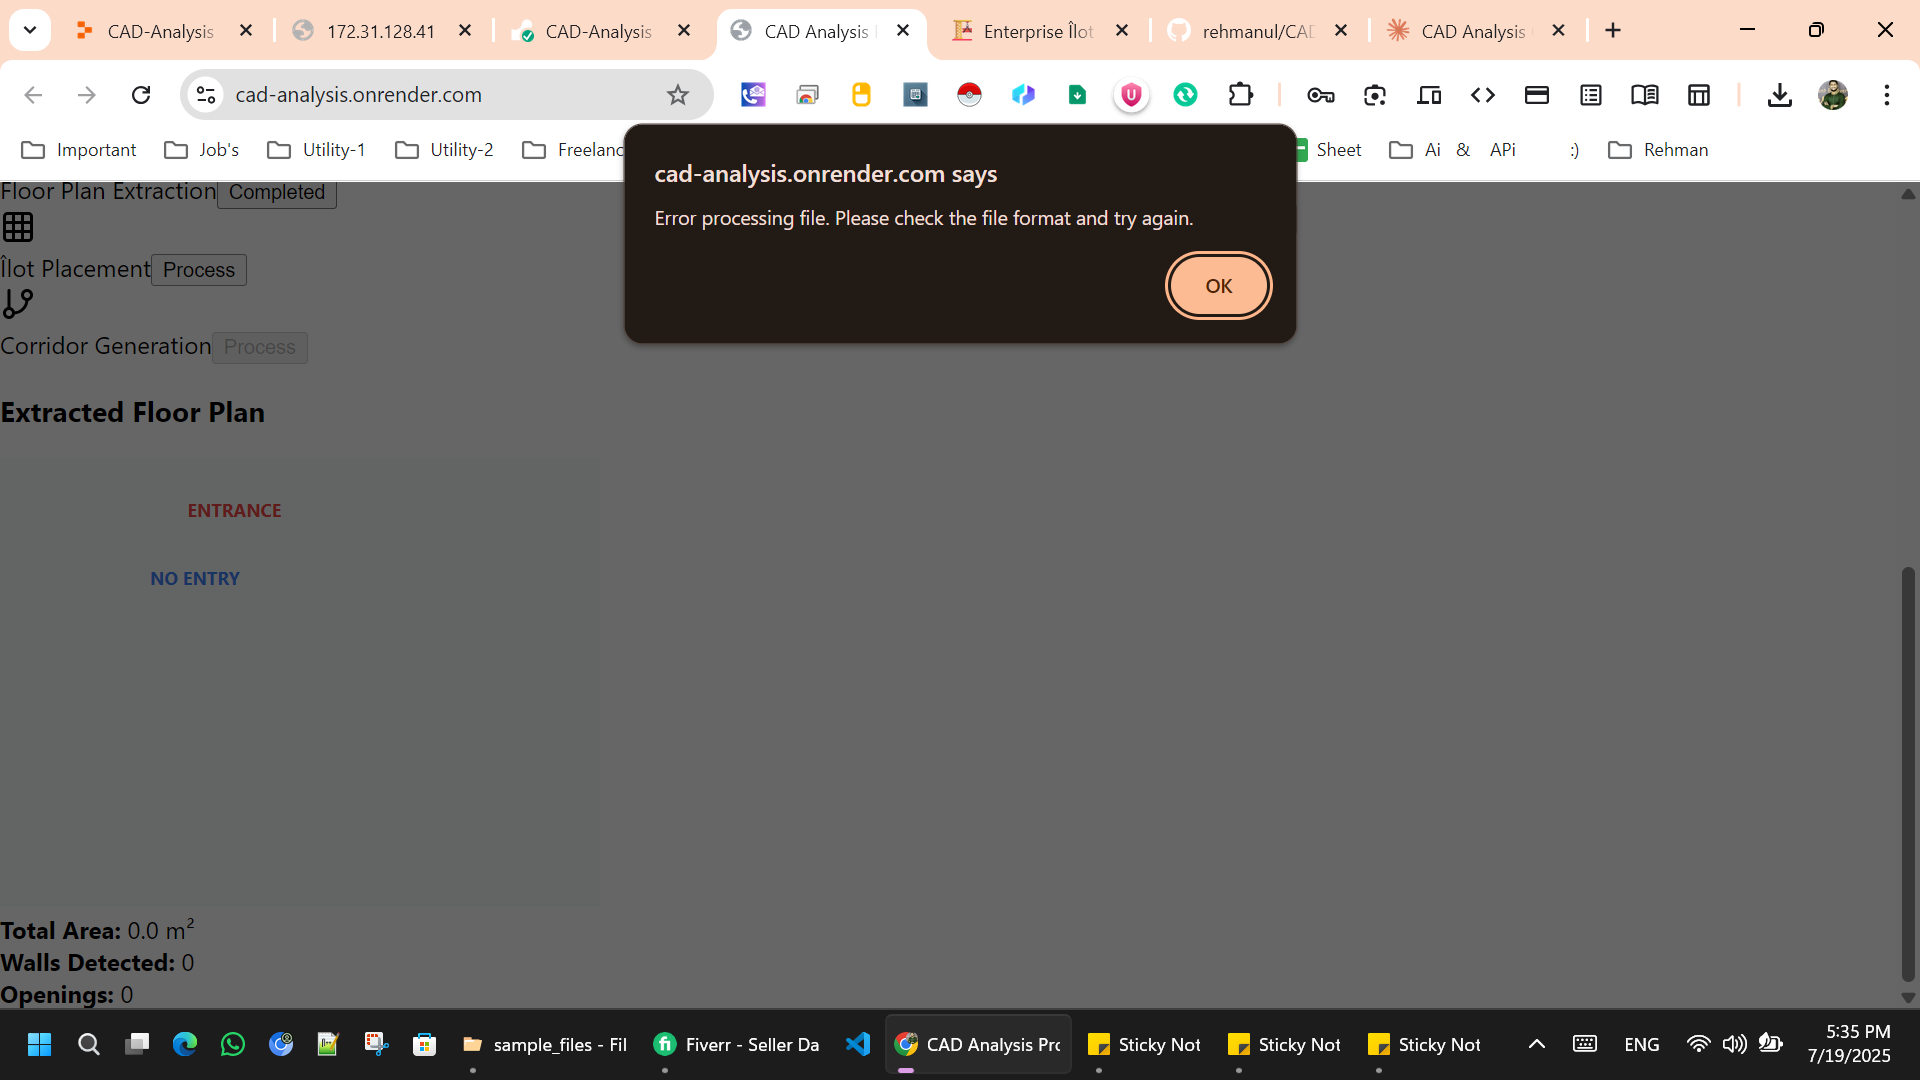 CAD-Analysis
172.31.128.41
CAD-Analysis
CAD Analysis
Enterprise Îlot
rehmanul/CAD
CAD Analysis
cad-analysis.onrender.com
Important
Job's
Utility-1
Utility-2
Freelanc
Sheet
Ai & APi :)
Rehman
cad-analysis.onrender.com says
Error processing file. Please check the file format and try again.
OK
Floor Plan Extraction Completed
Îlot Placement Process
Corridor Generation Process
Extracted Floor Plan
ENTRANCE
NO ENTRY
Total Area: 0.0 m²
Walls Detected: 0
Openings: 0
sample_files - Fil
Fiverr - Seller Da
CAD Analysis Pro
Sticky Not
Sticky Not
Sticky Not
ENG
5:35 PM
7/19/2025